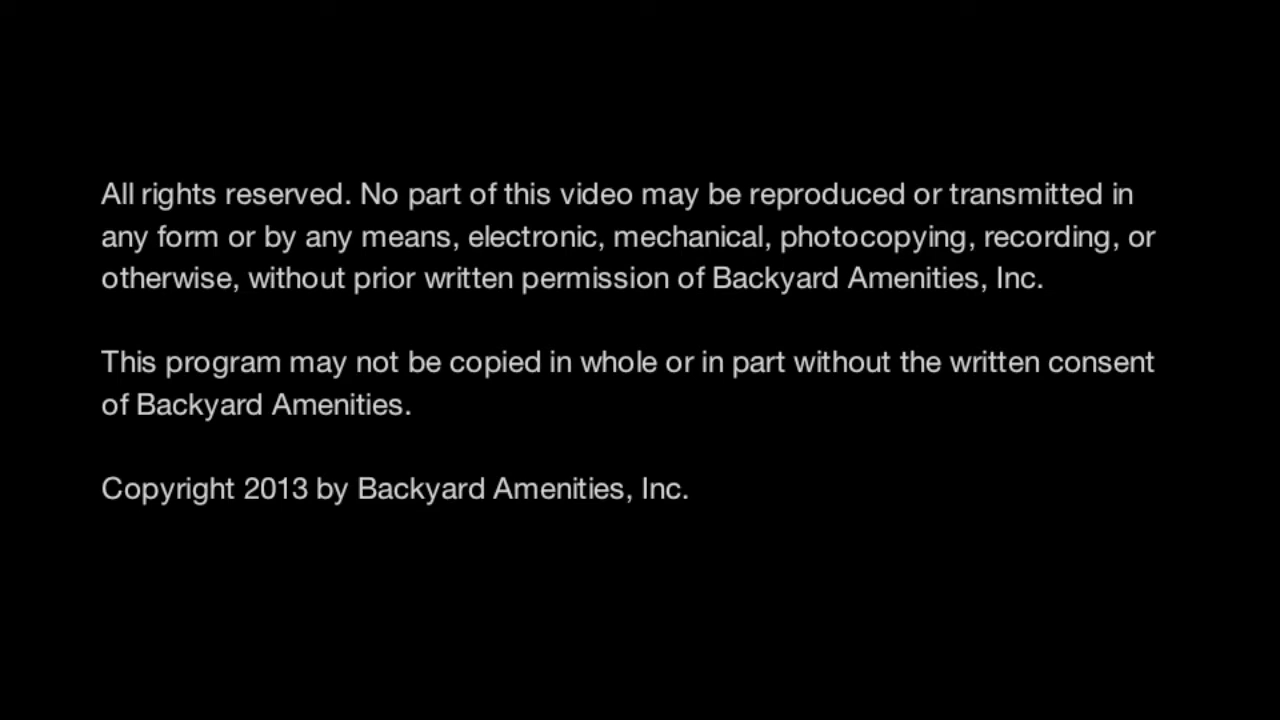 All rights reserved. No part of this video may be reproduced or transmitted in
any form or by any means, electronic, mechanical, photocopying, recording, or
otherwise, without prior written permission of Backyard Amenities, Inc.
This program may not be copied in whole or in part without the written consent
of Backyard Amenities.
Copyright 2013 by Backyard Amenities, Inc.